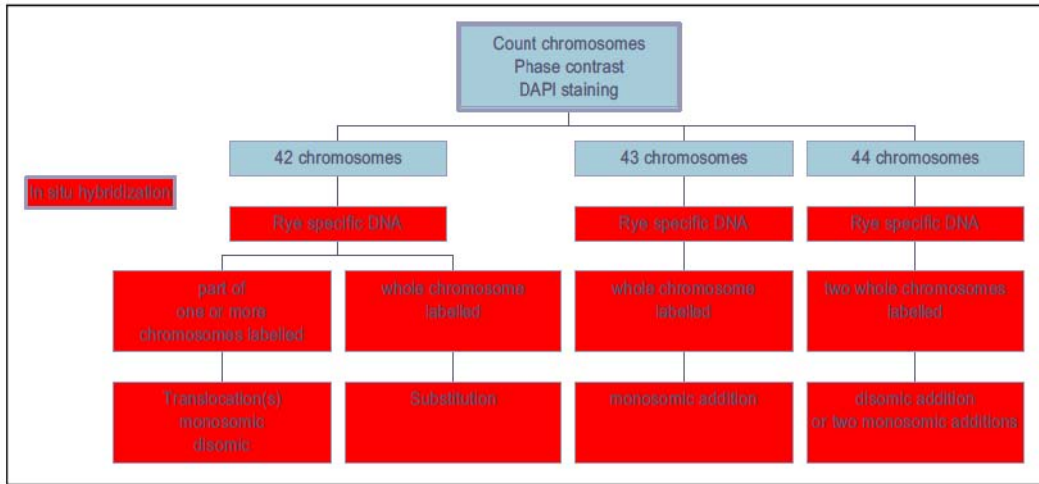 Count chromosomes
Phase contrast
DAPI staining
42 chromosomes
43 chromosomes
44 chromosomes
In situ hybridization
Rye specific DNA
Rye specific DNA
Rye specific DNA
part of
one or more
chromosomes labelled
whole chromosome
labelled
whole chromosome
labelled
two whole chromosomes
labelled
Translocation(s)
monosomic
disomic
Substitution
monosomic addition
disomic addition
or two monosomic additions